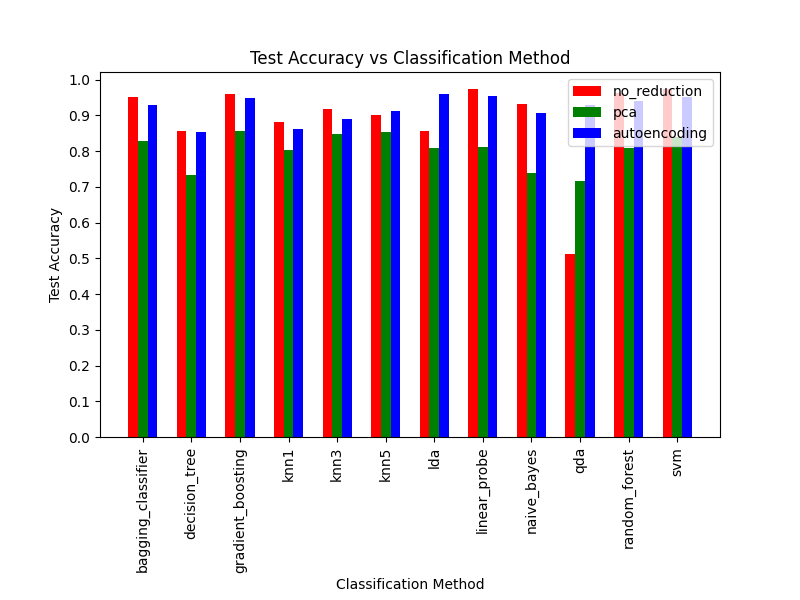 Test Accuracy vs Classification Method
no_reduction
pca
autoencoding
1.0
0.9
0.8
0.7
0.6
0.5
0.4
0.3
0.2
0.1
0.0
Test Accuracy
bagging_classifier
decision_tree
gradient_boosting
knn1
knn3
knn5
lda
linear_probe
naive_bayes
qda
random_forest
svm
Classification Method